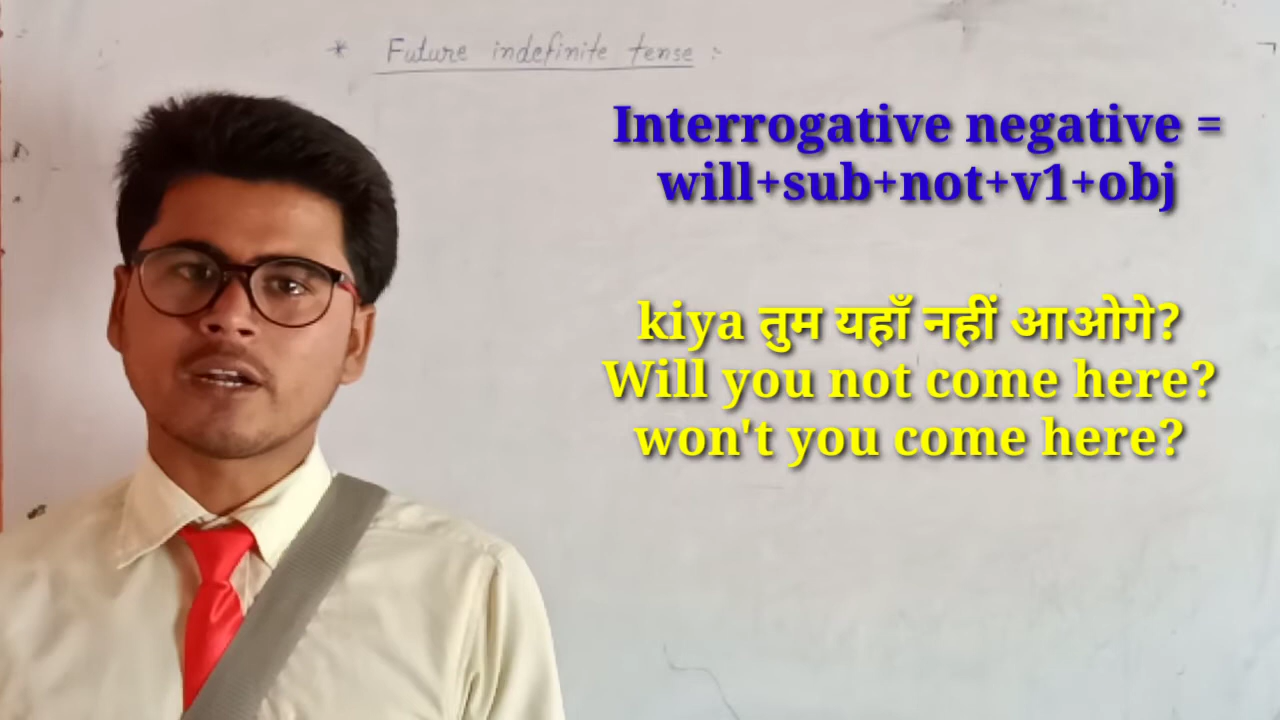 * Future indefinite tense :-
Interrogative negative =
will+sub+not+v1+obj
kiya तुम यहाँ नहीं आओगे?
Will you not come here?
won't you come here?